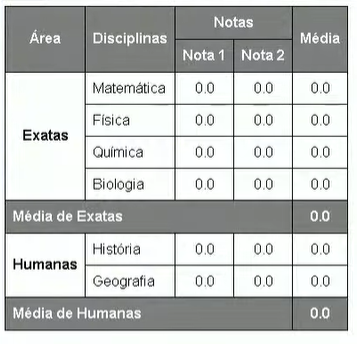 Área Disciplinas Notas Média
Nota 1 Nota 2
Exatas
Matemática 0.0 0.0 0.0
Física 0.0 0.0 0.0
Química 0.0 0.0 0.0
Biologia 0.0 0.0 0.0
Média de Exatas 0.0
Humanas
História 0.0 0.0 0.0
Geografia 0.0 0.0 0.0
Média de Humanas 0.0